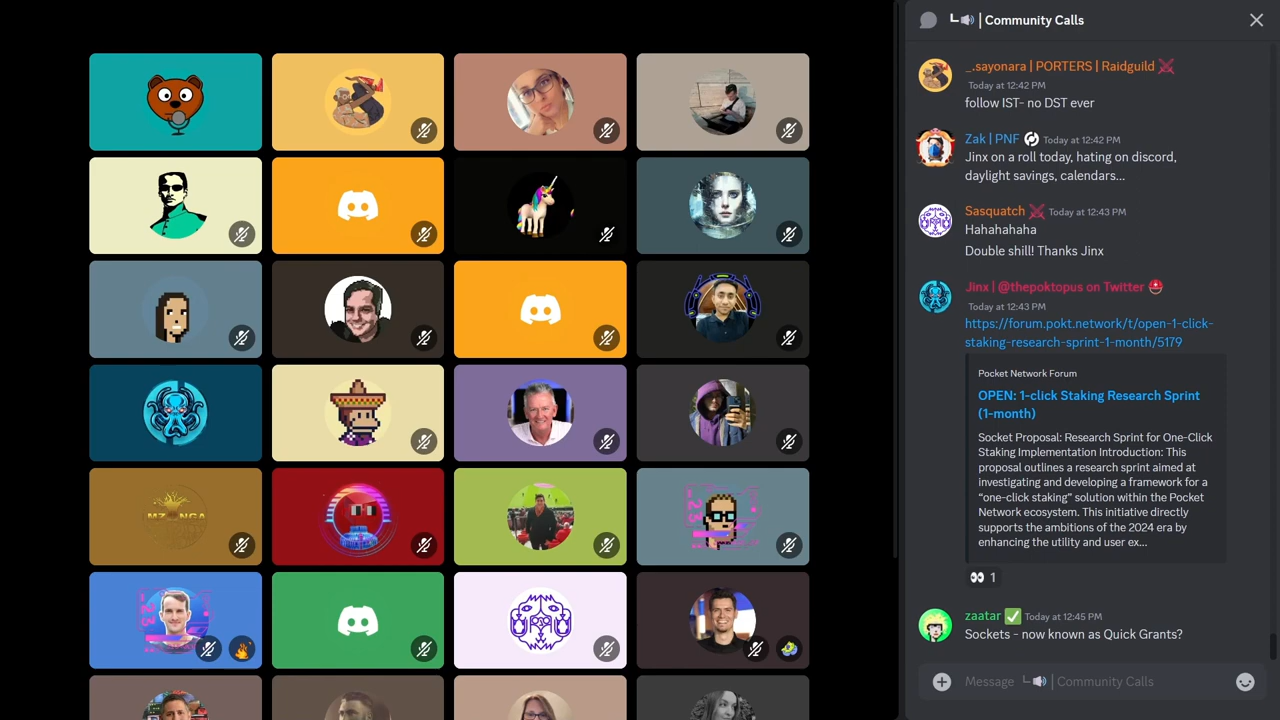 Community Calls
_.sayonara | PORTERS | Raidguild
Today at 12:42 PM
follow IST- no DST ever
Zak | PNF Today at 12:42 PM
Jinx on a roll today, hating on discord,
daylight savings, calendars...
Sasquatch Today at 12:43 PM
Hahahahaha
Double shill! Thanks Jinx
Jinx | @thepoktopus on Twitter
Today at 12:43 PM
https://forum.pokt.network/t/open-1-click-
staking-research-sprint-1-month/5179
Pocket Network Forum
OPEN: 1-click Staking Research Sprint
(1-month)
Socket Proposal: Research Sprint for One-Click
Staking Implementation Introduction: This
proposal outlines a research sprint aimed at
investigating and developing a framework for a
“one-click staking” solution within the Pocket
Network ecosystem. This initiative directly
supports the ambitions of the 2024 era by
enhancing the utility and user ex...
1
zaatar Today at 12:45 PM
Sockets - now known as Quick Grants?
Message Community Calls